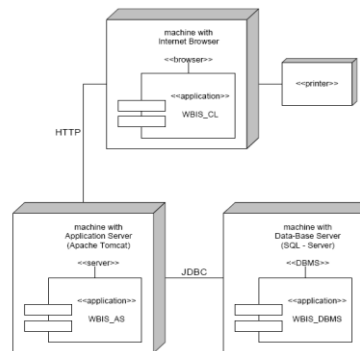 machine with
Internet Browser
<<browser>>
<<application>>
WBIS_CL
<<printer>>
HTTP
machine with
Application Server
(Apache Tomcat)
<<server>>
<<application>>
WBIS_AS
JDBC
machine with
Data-Base Server
(SQL - Server)
<<DBMS>>
<<application>>
WBIS_DBMS